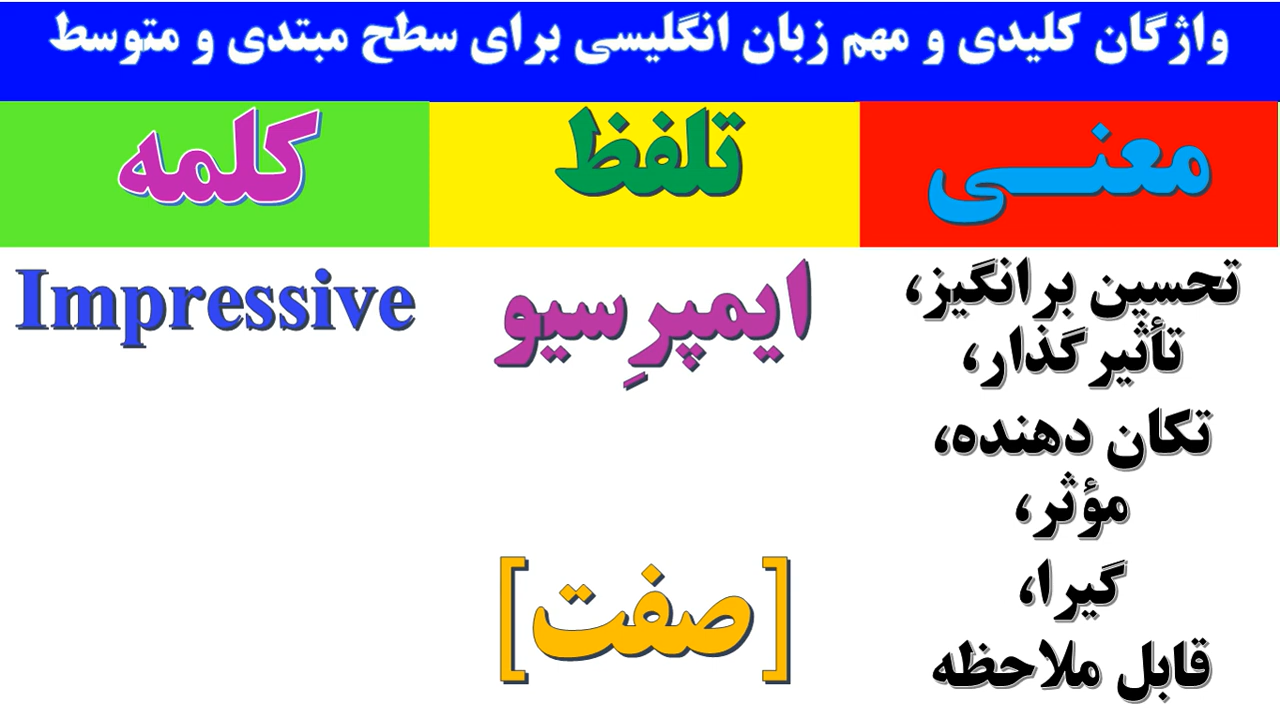 واژگان کلیدی و مهم زبان انگلیسی برای سطح مبتدی و متوسط
معنی
تلفظ
کلمه
تحسین برانگیز،
تأثیرگذار،
تکان دهنده،
مؤثر،
گیرا،
قابل ملاحظه
ایمپرِسیو
[صفت]
Impressive